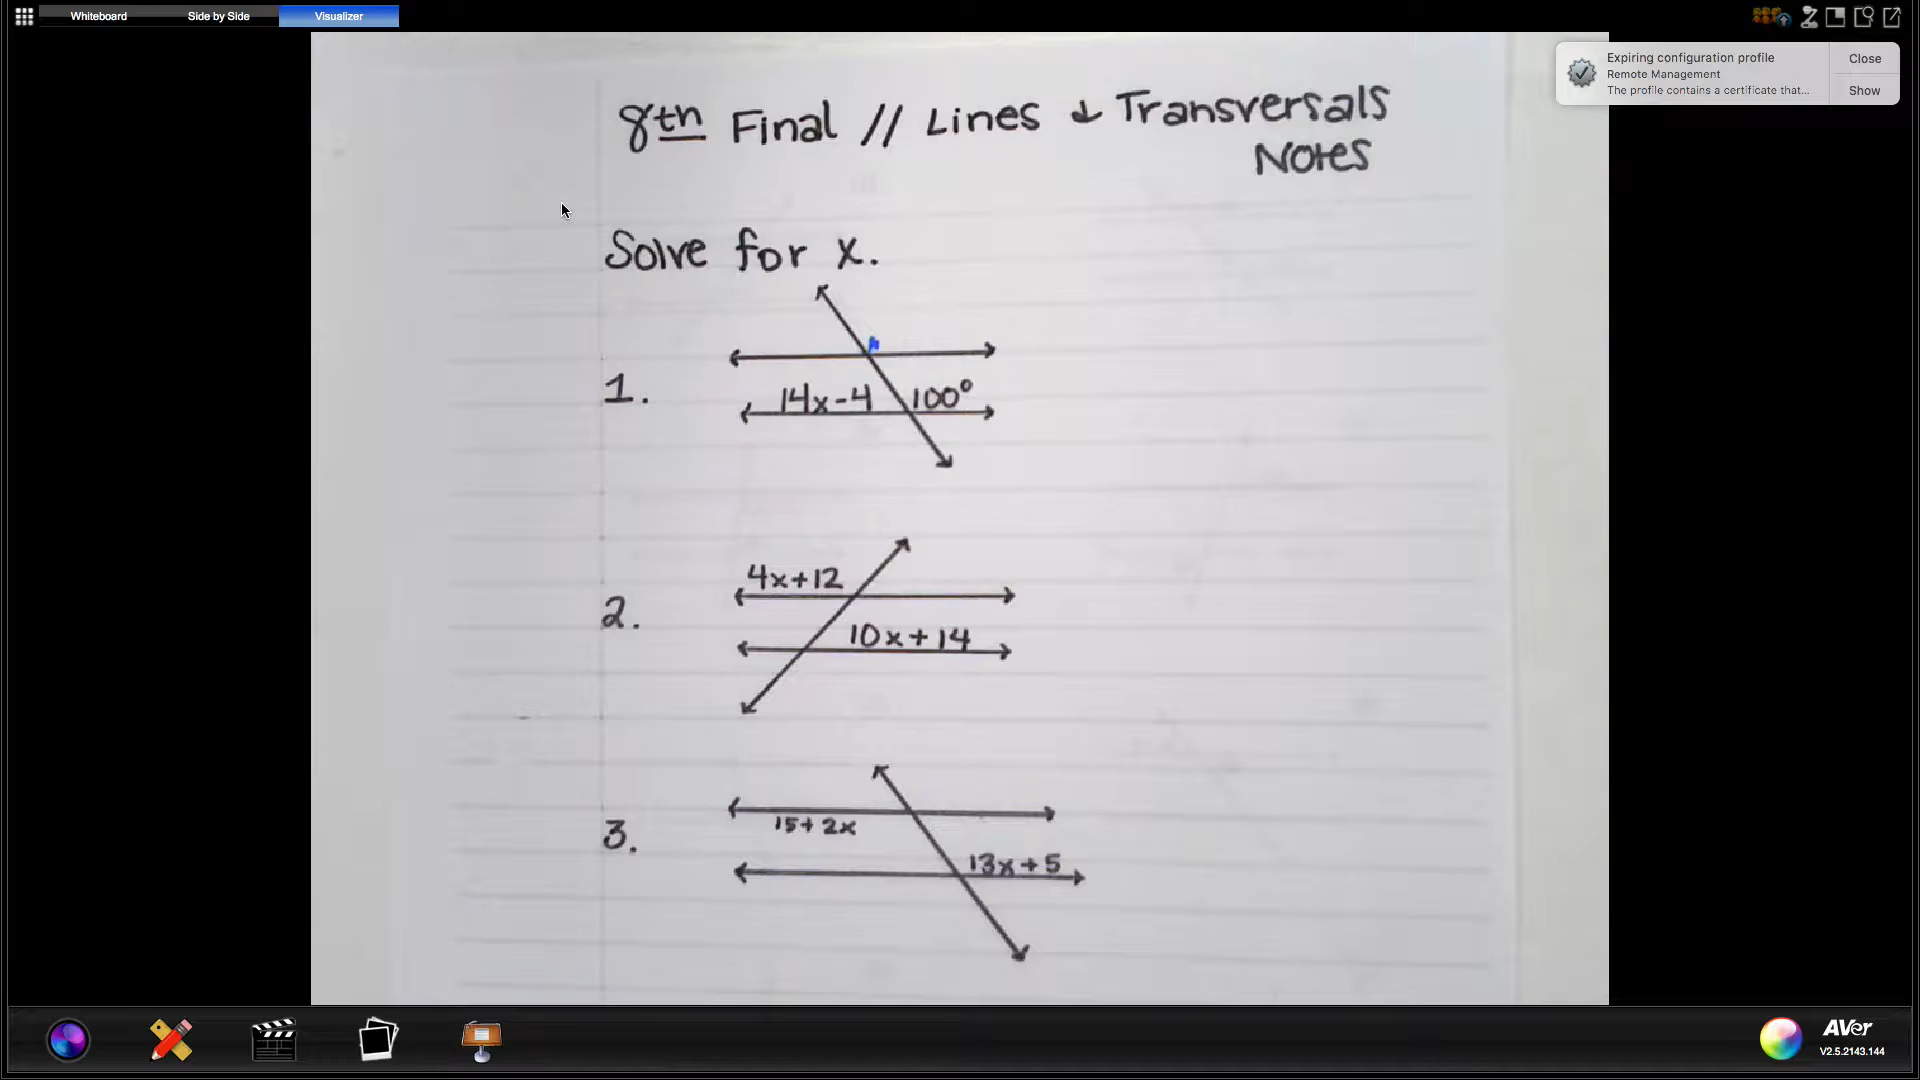 Whiteboard Side by Side Visualizer
Expiring configuration profile
Remote Management
The profile contains a certificate that...
Close
Show
8th Final // Lines & Transversals
Notes
Solve for x.
1.
14x-4 100°
2.
4x+12
10x+14
3.
15+2x
13x+5
AVer
V2.5.2143.144